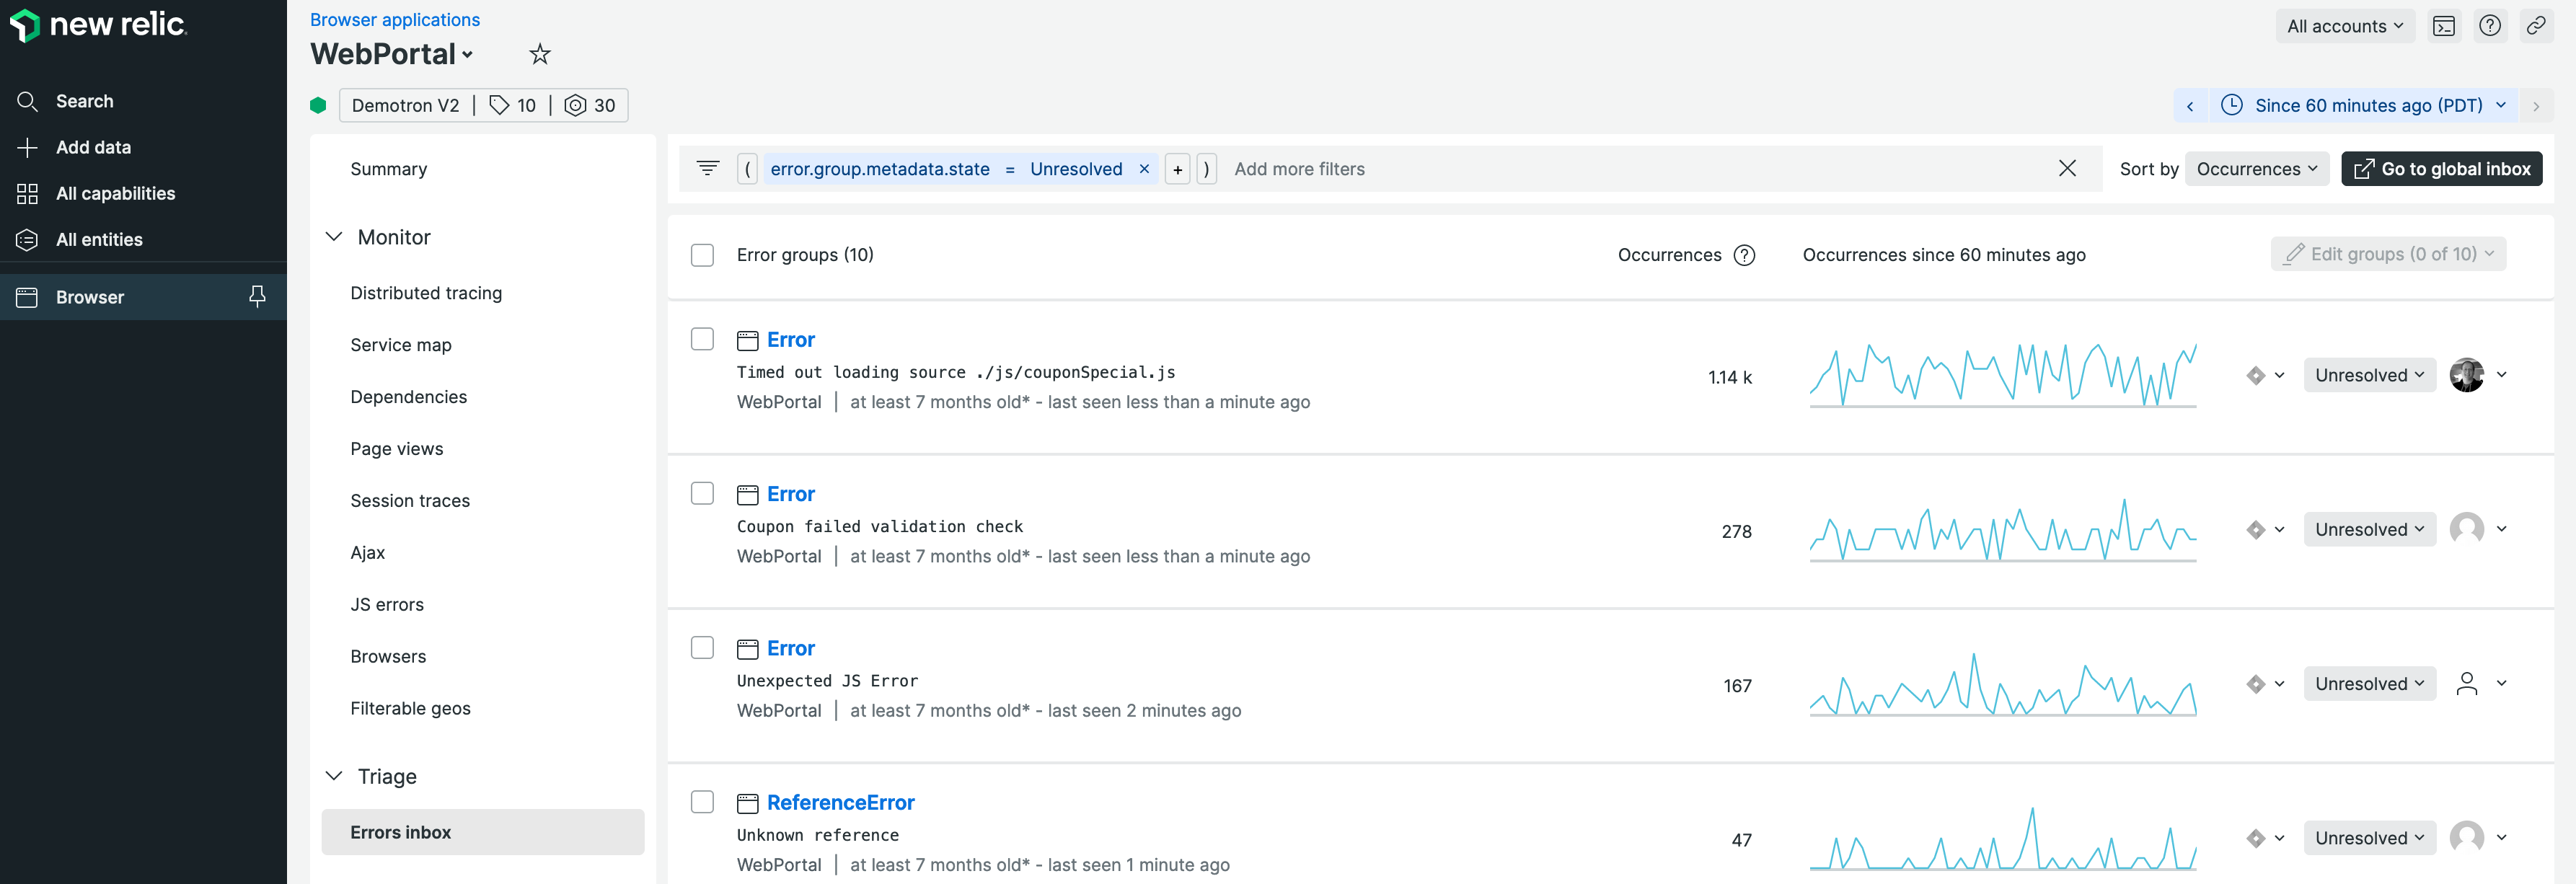 new relic.
Search
Add data
All capabilities
All entities
Browser
Browser applications
WebPortal
All accounts
Demotron V2 | 10 | 30
Since 60 minutes ago (PDT)
Summary
Monitor
Distributed tracing
Service map
Dependencies
Page views
Session traces
Ajax
JS errors
Browsers
Filterable geos
Triage
Errors inbox
( error.group.metadata.state = Unresolved × + ) Add more filters
Sort by Occurrences
Go to global inbox
Error groups (10)
Occurrences ?
Occurrences since 60 minutes ago
Edit groups (0 of 10)
Error
Timed out loading source ./js/couponSpecial.js
WebPortal | at least 7 months old* - last seen less than a minute ago
1.14 k
Unresolved
Error
Coupon failed validation check
WebPortal | at least 7 months old* - last seen less than a minute ago
278
Unresolved
Error
Unexpected JS Error
WebPortal | at least 7 months old* - last seen 2 minutes ago
167
Unresolved
ReferenceError
Unknown reference
WebPortal | at least 7 months old* - last seen 1 minute ago
47
Unresolved